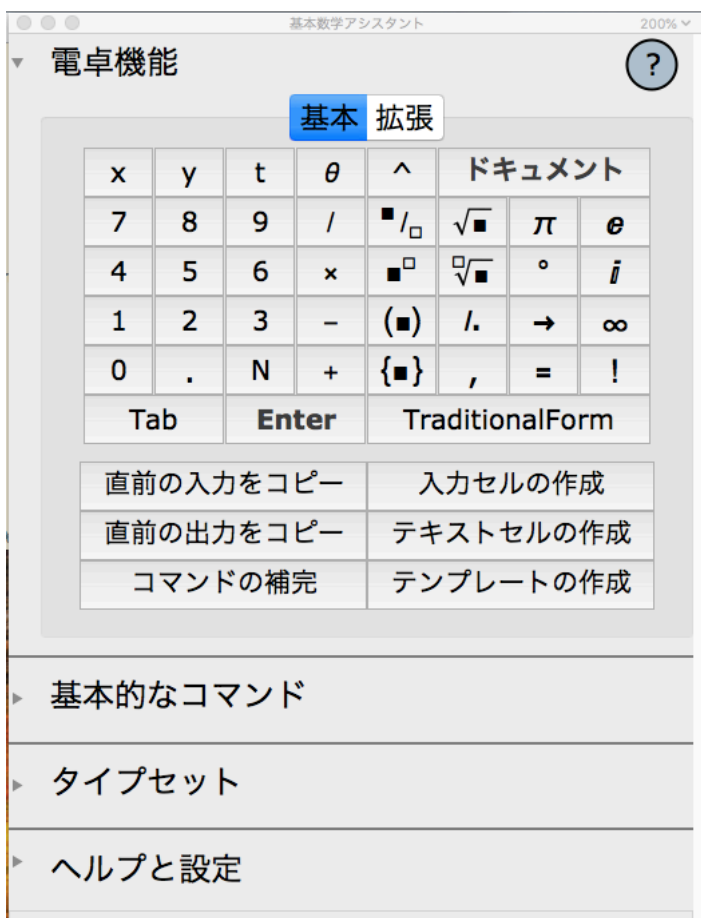 基本数学アシスタント 200%
電卓機能 ?
基本 拡張
x y t θ ^ ドキュメント
7 8 9 / ■/□ √■ π ⅇ
4 5 6 × ■□ □√■ ° ⅈ
1 2 3 − (■) /. → ∞
0 . N + {■} , = !
Tab Enter TraditionalForm
直前の入力をコピー 入力セルの作成
直前の出力をコピー テキストセルの作成
コマンドの補完 テンプレートの作成
基本的なコマンド
タイプセット
ヘルプと設定